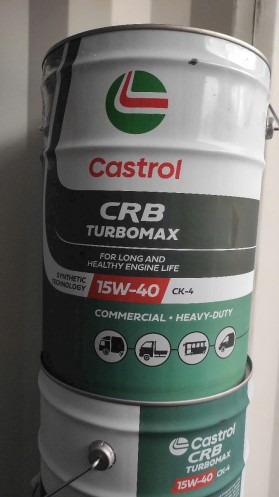 Castrol
CRB
TURBOMAX
FOR LONG AND
HEALTHY ENGINE LIFE
SYNTHETIC
TECHNOLOGY
15W-40 CK-4
COMMERCIAL • HEAVY-DUTY
Castrol
CRB
TURBOMAX
15W-40 CK-4